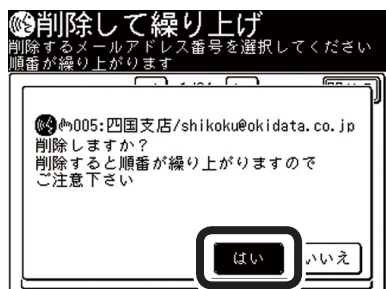 削除して繰り上げ
削除するメールアドレス番号を選択してください
順番が繰り上がります
005:四国支店/shikoku@okidata.co.jp
削除しますか?
削除すると順番が繰り上がりますので
ご注意下さい
はい
いいえ